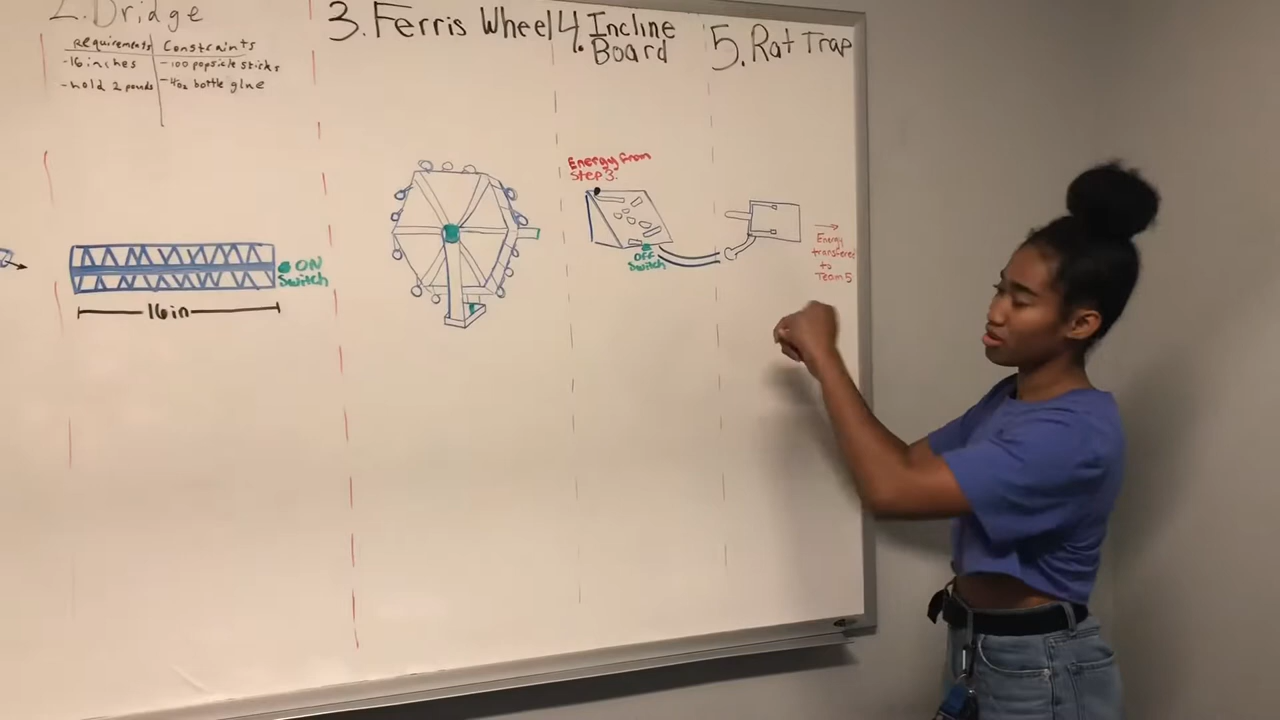 2. Bridge
Requirements
Constraints
-16 inches
-100 popsicle sticks
-hold 2 pounds
-4oz bottle glue
ON
Switch
16in
3. Ferris Wheel
4. Incline
Board
Energy from
Step 3.
OFF
Switch
5. Rat Trap
Energy
transfered
to
Team 5